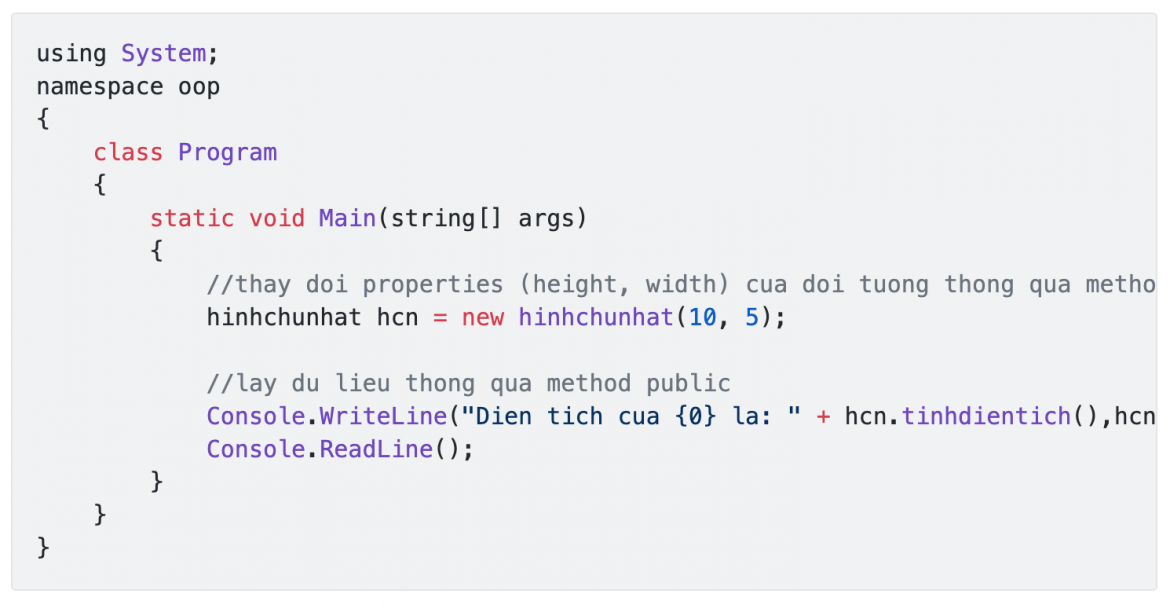 using System;
namespace oop
{
    class Program
    {
        static void Main(string[] args)
        {
            //thay doi properties (height, width) cua doi tuong thong qua metho
            hinhchunhat hcn = new hinhchunhat(10, 5);

            //lay du lieu thong qua method public
            Console.WriteLine("Dien tich cua {0} la: " + hcn.tinhdientich(),hcn
            Console.ReadLine();
        }
    }
}